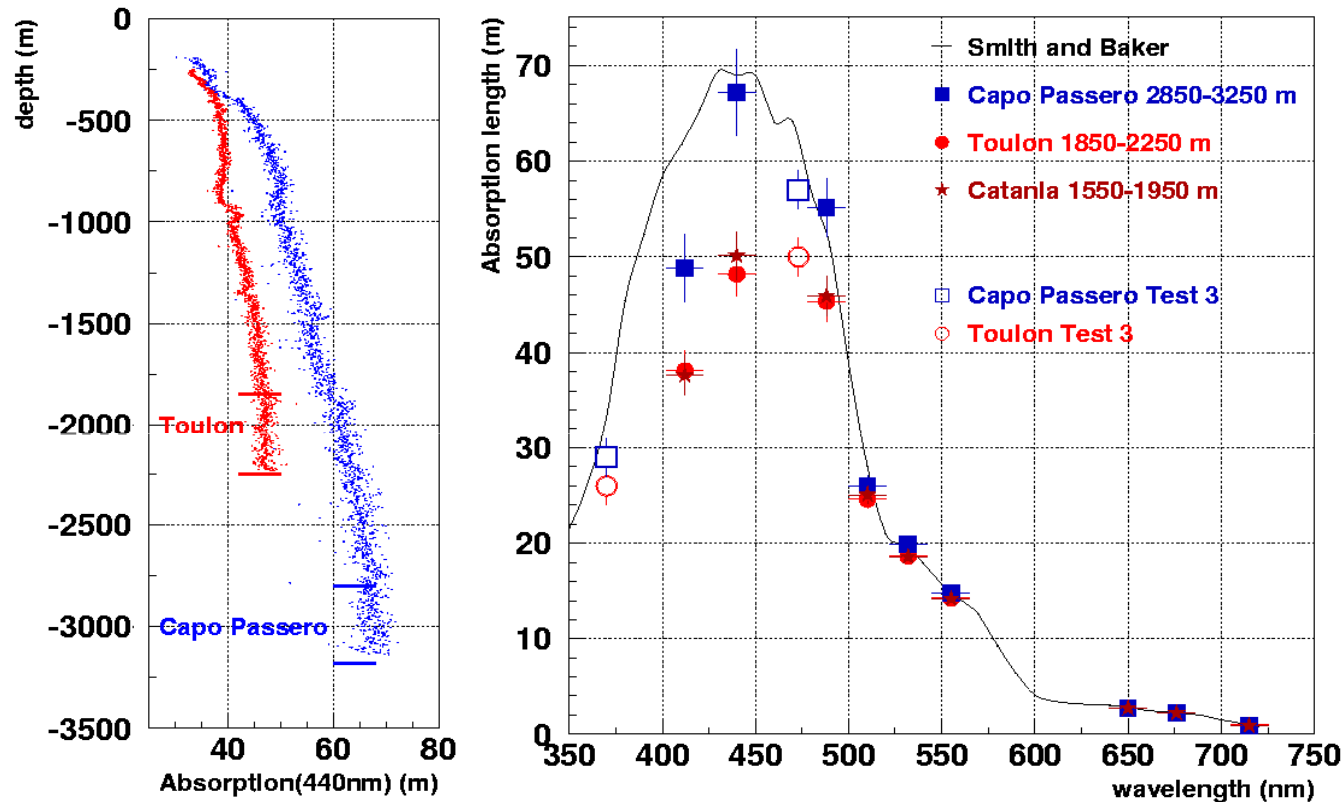 depth (m)
0
-500
-1000
-1500
-2000
-2500
-3000
-3500
Toulon
Capo Passero
40
60
80
Absorption(440nm) (m)
Absorption length (m)
70
60
50
40
30
20
10
0
Smith and Baker
Capo Passero 2850-3250 m
Toulon 1850-2250 m
Catania 1550-1950 m
Capo Passero Test 3
Toulon Test 3
350
400
450
500
550
600
650
700
750
wavelength (nm)